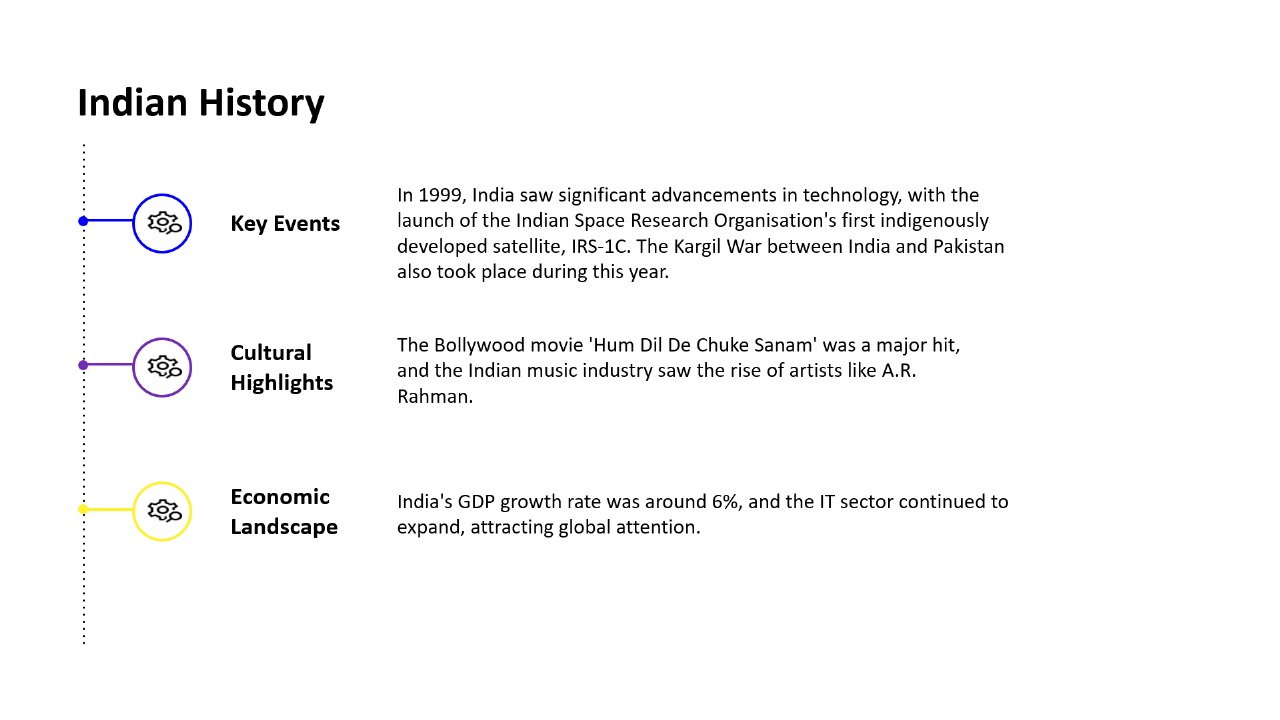 Indian History
Key Events
In 1999, India saw significant advancements in technology, with the
launch of the Indian Space Research Organisation's first indigenously
developed satellite, IRS-1C. The Kargil War between India and Pakistan
also took place during this year.
Cultural
Highlights
The Bollywood movie 'Hum Dil De Chuke Sanam' was a major hit,
and the Indian music industry saw the rise of artists like A.R.
Rahman.
Economic
Landscape
India's GDP growth rate was around 6%, and the IT sector continued to
expand, attracting global attention.